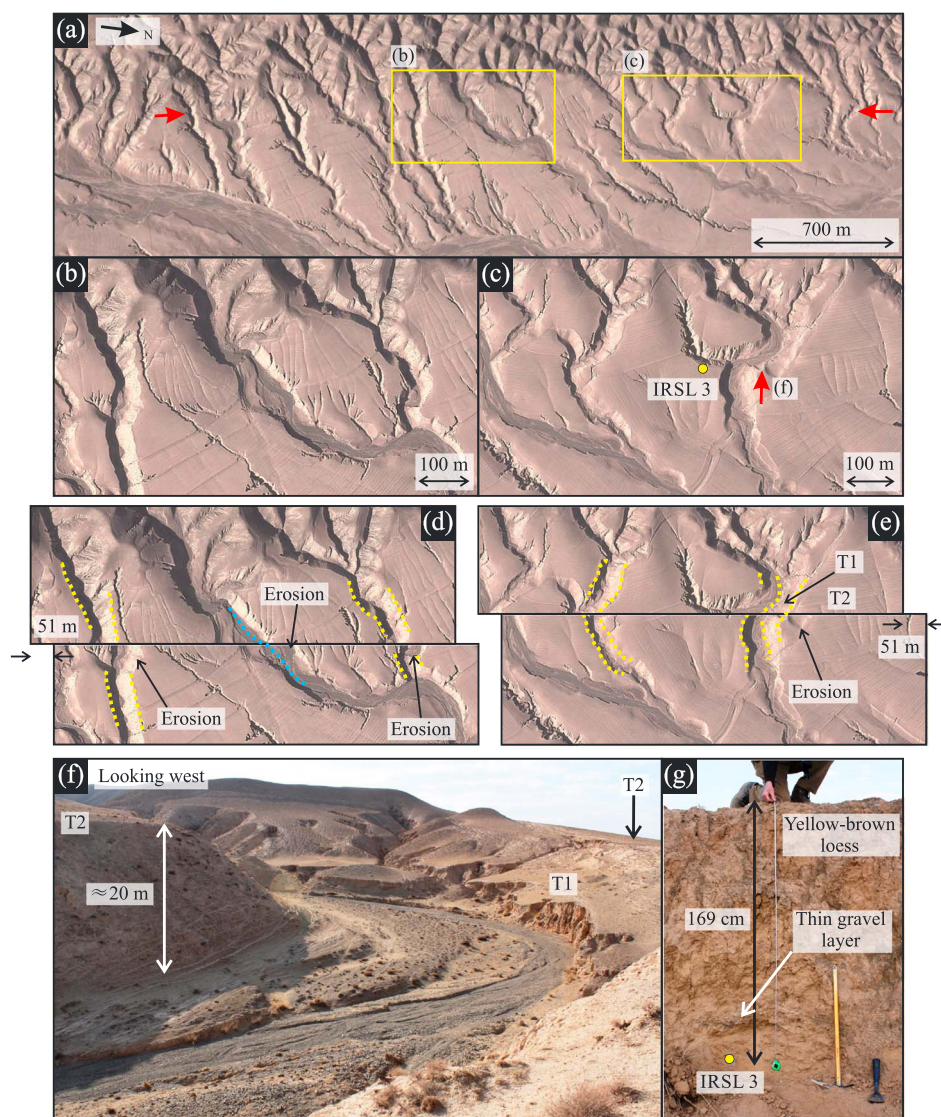 (a)
N
(b)
(c)
700 m
(b)
100 m
(c)
IRSL 3
(f)
100 m
(d)
Erosion
51 m
Erosion
Erosion
(e)
T1
T2
51 m
Erosion
(f)
Looking west
T2
T2
≈20 m
T1
(g)
Yellow-brown
loess
169 cm
Thin gravel
layer
IRSL 3